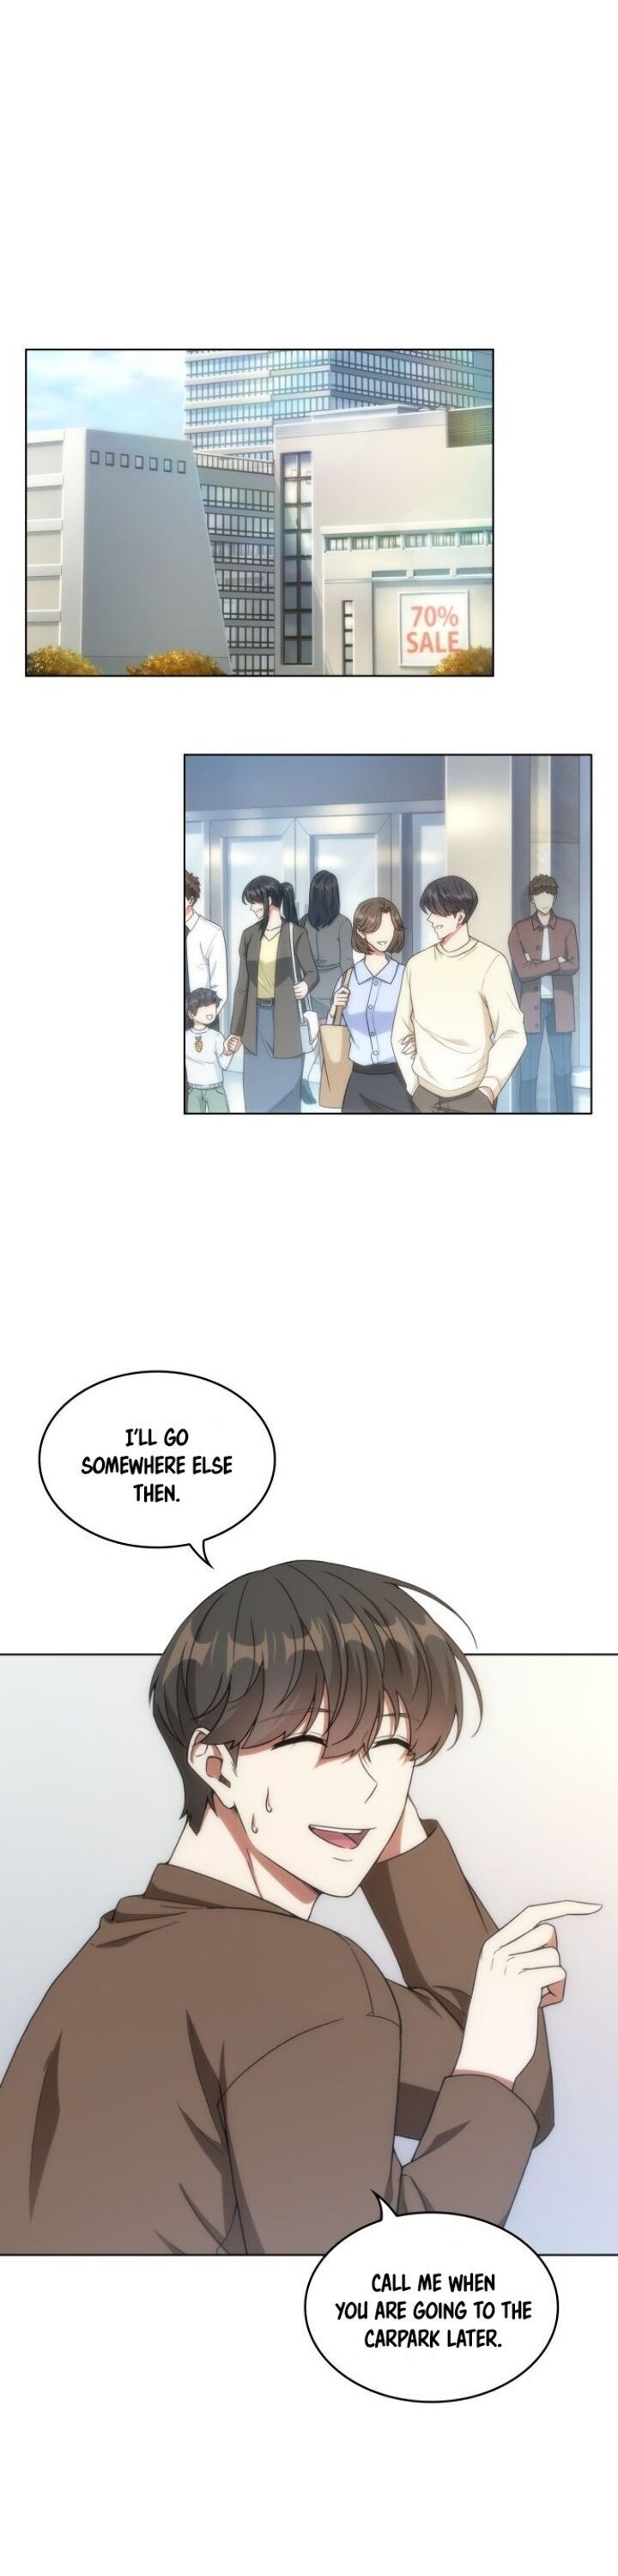 70%
SALE
I'LL GO
SOMEWHERE ELSE
THEN.
CALL ME WHEN
YOU ARE GOING TO THE
CARPARK LATER.